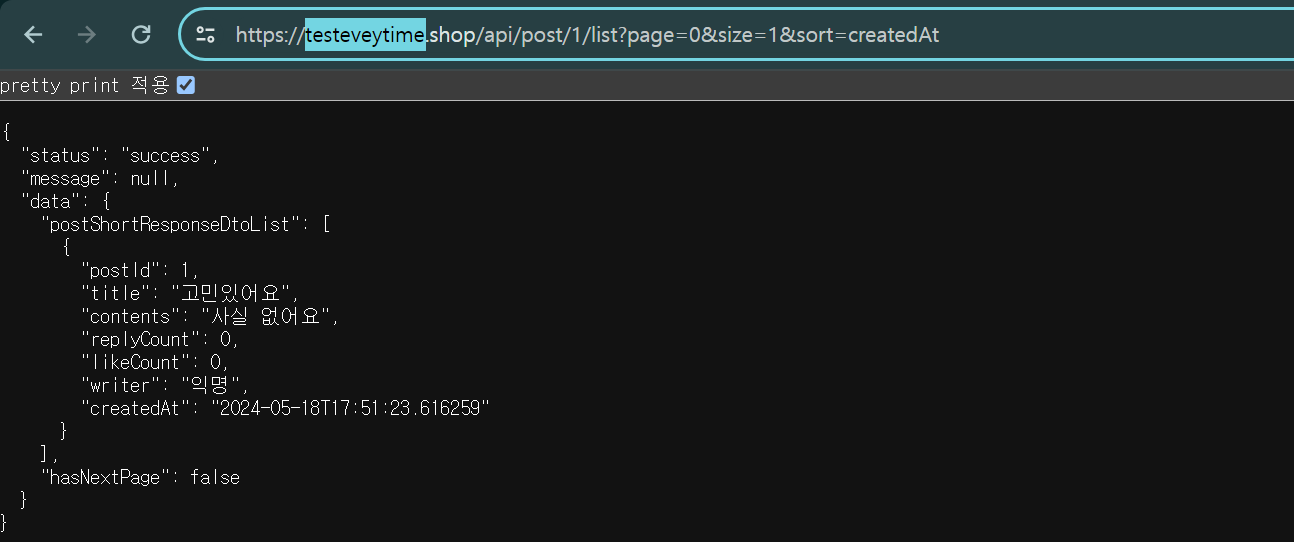 https://testeveytime.shop/api/post/1/list?page=0&size=1&sort=createdAt
pretty print 적용
{
"status": "success",
"message": null,
"data": {
"postShortResponseDtoList": [
{
"postId": 1,
"title": "고민있어요",
"contents": "사실 없어요",
"replyCount": 0,
"likeCount": 0,
"writer": "익명",
"createdAt": "2024-05-18T17:51:23.616259"
}
],
"hasNextPage": false
}
}